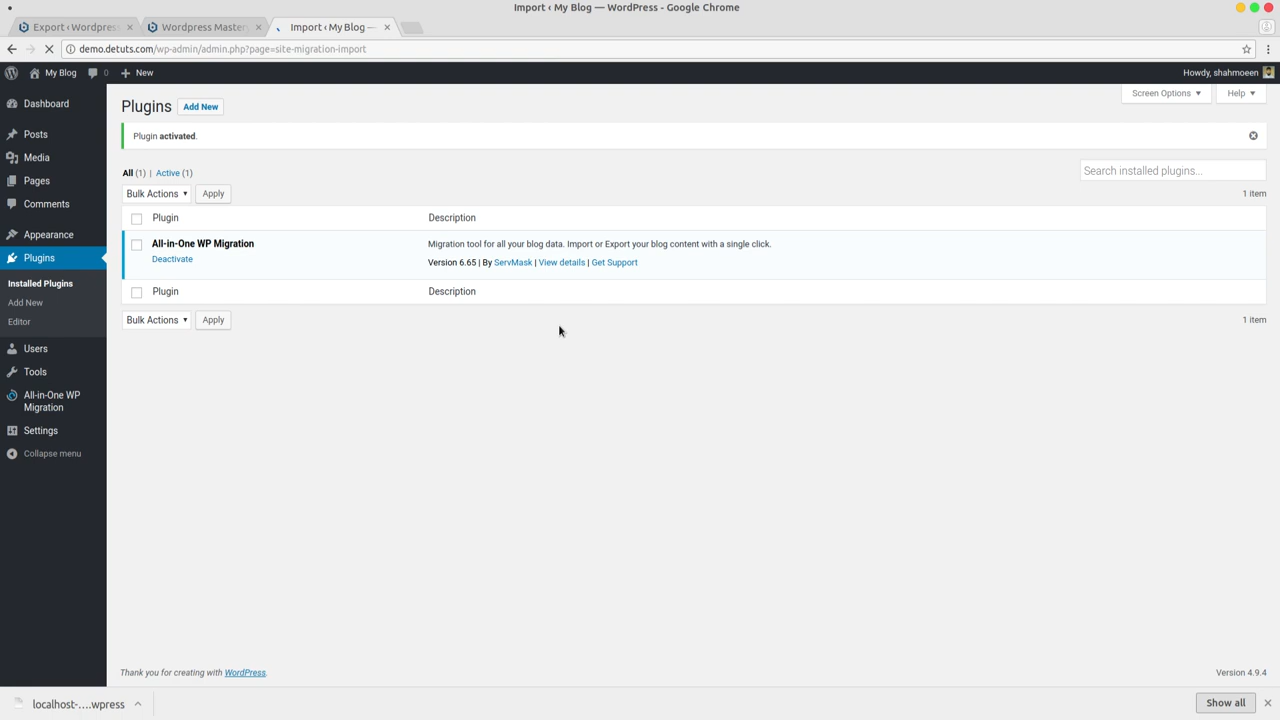 Import ‹ My Blog — WordPress - Google Chrome
Export ‹ Wordpress
Wordpress Master
Import ‹ My Blog —
demo.detuts.com/wp-admin/admin.php?page=site-migration-import
My Blog
0
New
Howdy, shahmoeen
Dashboard
Posts
Media
Pages
Comments
Appearance
Plugins
Installed Plugins
Add New
Editor
Users
Tools
All-in-One WP
Migration
Settings
Collapse menu
Screen Options
Help
Plugins
Add New
Plugin activated.
All (1) | Active (1)
Search installed plugins...
Bulk Actions
Apply
1 item
Plugin
Description
All-in-One WP Migration
Deactivate
Migration tool for all your blog data. Import or Export your blog content with a single click.
Version 6.65 | By ServMask | View details | Get Support
Plugin
Description
Bulk Actions
Apply
1 item
Thank you for creating with WordPress.
Version 4.9.4
localhost-....wpress
Show all